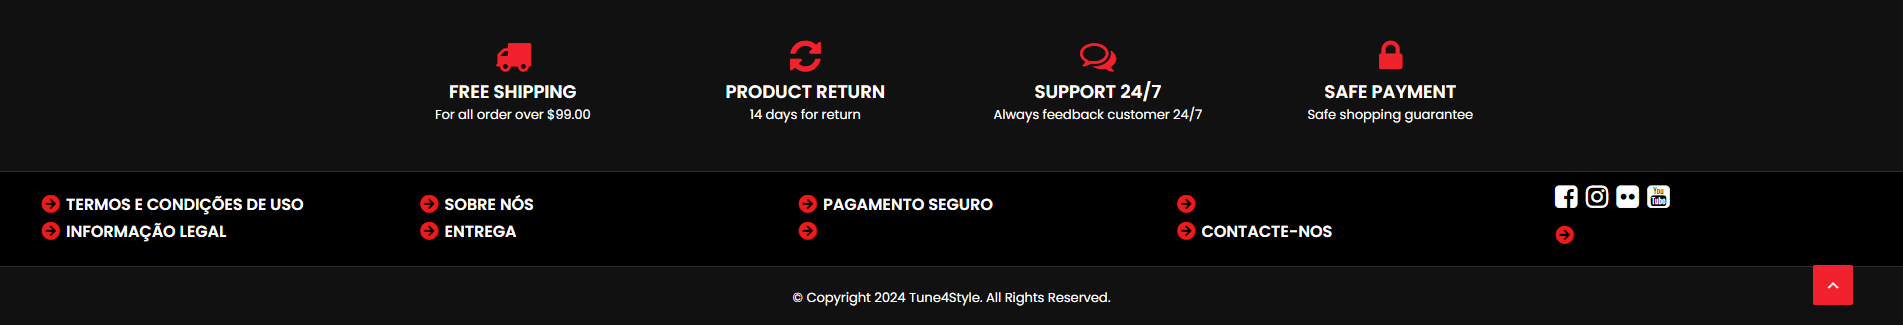 FREE SHIPPING
For all order over $99.00
PRODUCT RETURN
14 days for return
SUPPORT 24/7
Always feedback customer 24/7
SAFE PAYMENT
Safe shopping guarantee
TERMOS E CONDIÇÕES DE USO
INFORMAÇÃO LEGAL
SOBRE NÓS
ENTREGA
PAGAMENTO SEGURO
CONTACTE-NOS
You
Tube
© Copyright 2024 Tune4Style. All Rights Reserved.